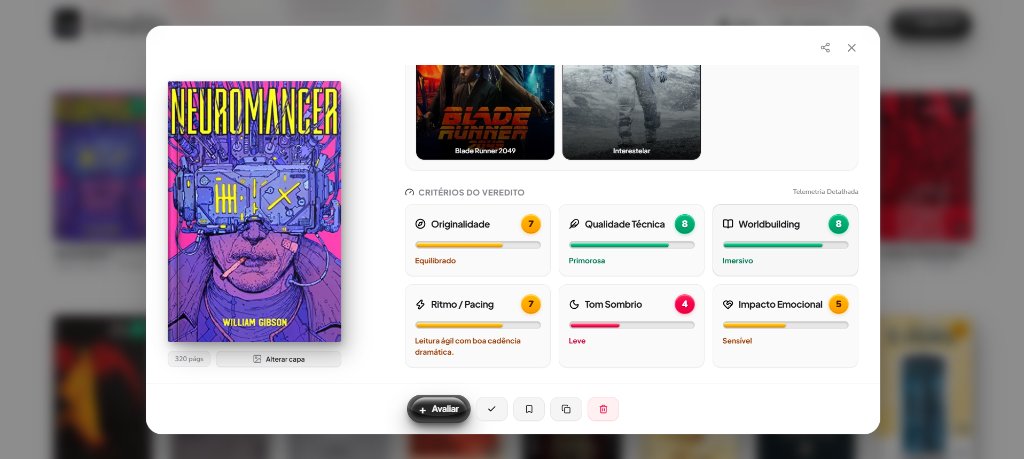 NEUROMANCER
WILLIAM GIBSON
320 págs
Alterar capa
BLADE
RUNNER
2049
Blade Runner 2049
Interestelar
CRITÉRIOS DO VEREDITO
Telemetria Detalhada
Originalidade
7
Equilibrado
Qualidade Técnica
8
Primorosa
Worldbuilding
8
Imersivo
Ritmo / Pacing
7
Leitura ágil com boa cadência
dramática.
Tom Sombrio
4
Leve
Impacto Emocional
5
Sensível
+ Avaliar